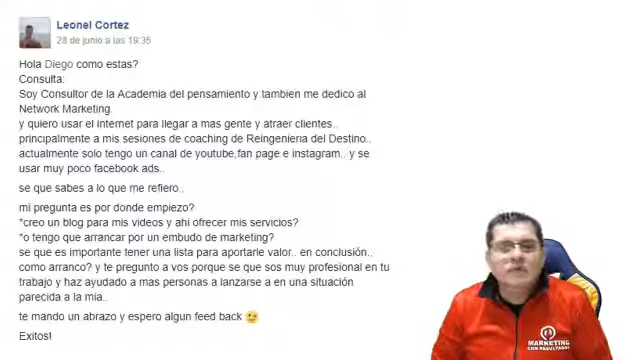 Leonel Cortez
28 de junio a las 19:35
Hola Diego como estas?
Consulta:
Soy Consultor de la Academia del pensamiento y tambien me dedico al
Network Marketing.
y quiero usar el internet para llegar a mas gente y atraer clientes..
principalmente a mis sesiones de coaching de Reingenieria del Destino..
actualmente solo tengo un canal de youtube,fan page e instagram.. y se
usar muy poco facebook ads..
se que sabes a lo que me refiero..
mi pregunta es por donde empiezo?
*creo un blog para mis videos y ahi ofrecer mis servicios?
*o tengo que arrancar por un embudo de marketing?
se que es importante tener una lista para aportarle valor.. en conclusión..
como arranco? y te pregunto a vos porque se que sos muy profesional en tu
trabajo y haz ayudado a mas personas a lanzarse a en una situación
parecida a la mia..
te mando un abrazo y espero algun feed back
Exitos!
MARKETING
CON RESULTADOS